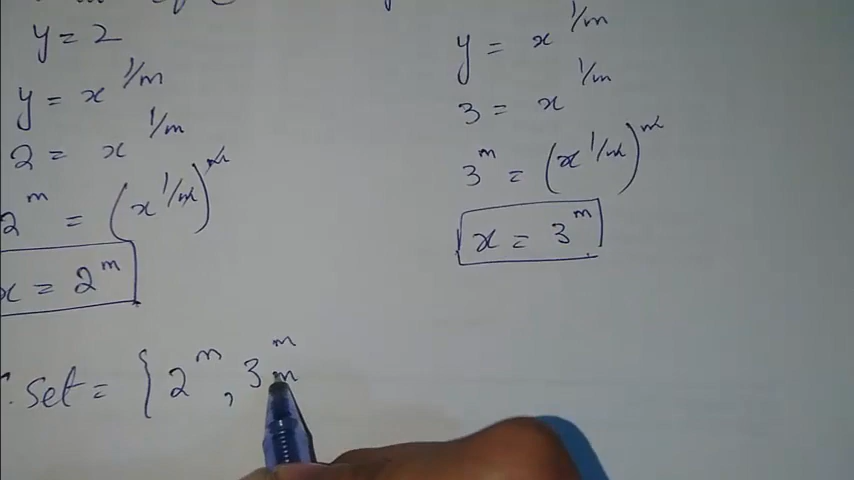 y = 2
y = x^{1/m}
2 = x^{1/m}
2^m = (x^{1/m})^m
x = 2^m
y = x^{1/m}
3 = x^{1/m}
3^m = (x^{1/m})^m
x = 3^m
∴ Set = { 2^m , 3^m m